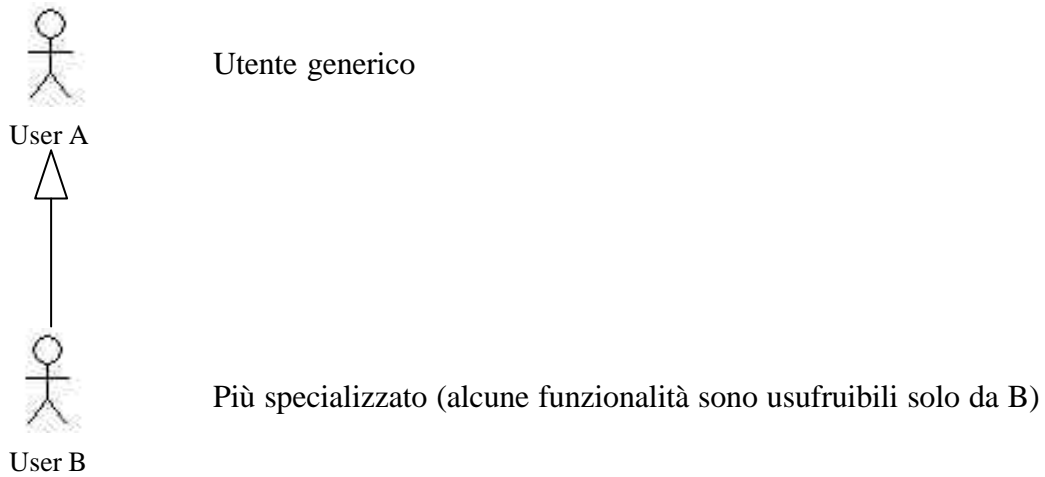 Utente generico
User A
Più specializzato (alcune funzionalità sono usufruibili solo da B)
User B